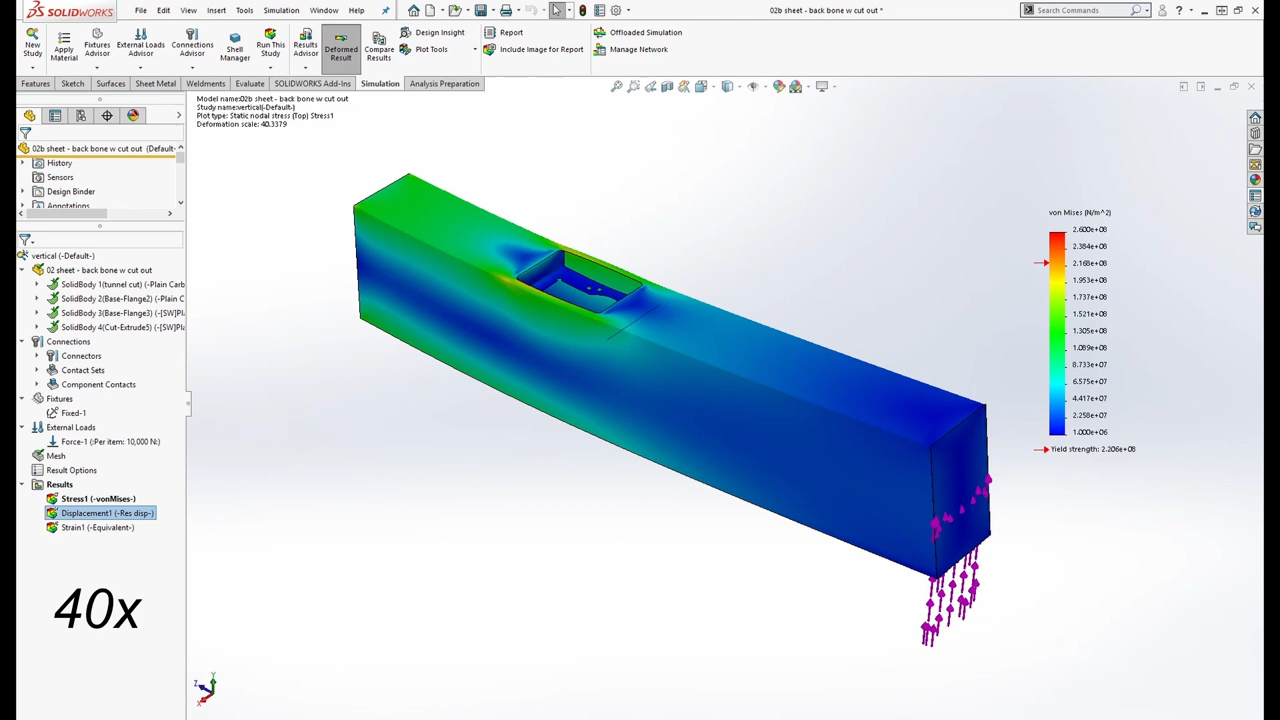 SOLIDWORKS File Edit View Insert Tools Simulation Window Help 02b sheet - back bone w cut out * Search Commands
New Study
Apply Material
Fixtures Advisor
External Loads Advisor
Connections Advisor
Shell Manager
Run This Study
Results Advisor
Deformed Result
Compare Results
Design Insight
Plot Tools
Report
Include Image for Report
Offloaded Simulation
Manage Network
Features Sketch Surfaces Sheet Metal Weldments Evaluate SOLIDWORKS Add-Ins Simulation Analysis Preparation
Model name:02b sheet - back bone w cut out
Study name:vertical(-Default-)
Plot type: Static nodal stress (Top) Stress1
Deformation scale: 40.3379
02b sheet - back bone w cut out (Default-
History
Sensors
Design Binder
Annotations
vertical (-Default-)
02 sheet - back bone w cut out
SolidBody 1(tunnel cut) (-Plain Carb
SolidBody 2(Base-Flange2) (-Plain C
SolidBody 3(Base-Flange3) (-[SW]Pla
SolidBody 4(Cut-Extrude5) (-[SW]Pla
Connections
Connectors
Contact Sets
Component Contacts
Fixtures
Fixed-1
External Loads
Force-1 (:Per item: 10,000 N:)
Mesh
Result Options
Results
Stress1 (-vonMises-)
Displacement1 (-Res disp-)
Strain1 (-Equivalent-)
40x
von Mises (N/m^2)
2.600e+08
2.384e+08
2.168e+08
1.953e+08
1.737e+08
1.521e+08
1.305e+08
1.089e+08
8.733e+07
6.575e+07
4.417e+07
2.258e+07
1.000e+06
Yield strength: 2.206e+08
Y
Z
X